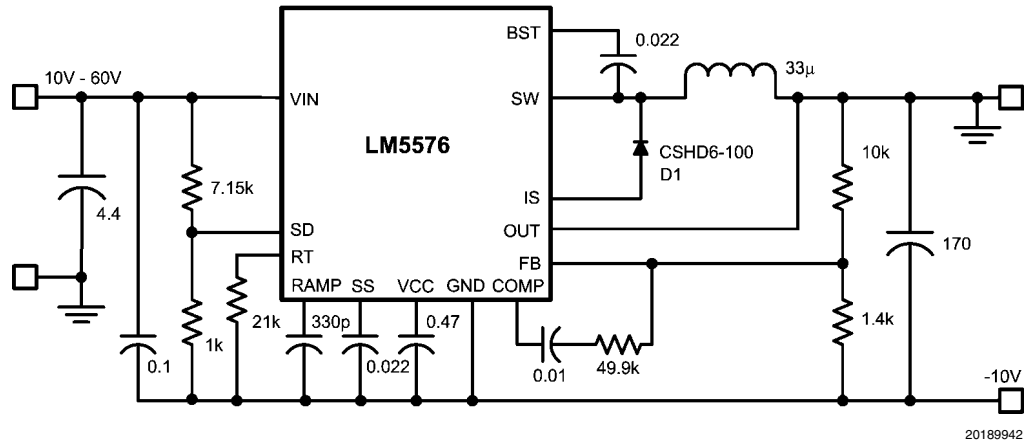 BST
0.022
10V - 60V
33µ
VIN
SW
LM5576
CSHD6-100
D1
10k
7.15k
IS
4.4
SD
OUT
170
RT
FB
RAMP SS VCC GND COMP
21k
330p
0.47
1.4k
1k
0.1
0.022
0.01
49.9k
-10V
20189942